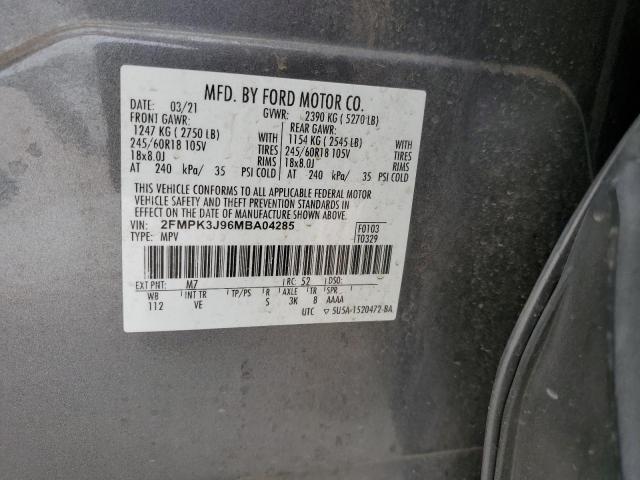 MFD. BY FORD MOTOR CO.
DATE: 03/21 GVWR: 2390 KG ( 5270 LB)
FRONT GAWR: REAR GAWR:
1247 KG ( 2750 LB) WITH 1154 KG ( 2545 LB) WITH
245/60R18 105V TIRES 245/60R18 105V TIRES
18x8.0J RIMS 18x8.0J RIMS
AT 240 kPa/ 35 PSI COLD AT 240 kPa/ 35 PSI COLD
THIS VEHICLE CONFORMS TO ALL APPLICABLE FEDERAL MOTOR
VEHICLE SAFETY AND THEFT PREVENTION STANDARDS IN
EFFECT ON THE DATE OF MANUFACTURE SHOWN ABOVE.
VIN: 2FMPK3J96MBA04285 F0103
TYPE: MPV T0329
EXT PNT: M7 RC: 52 DSO:
WB INT TR TP/PS R AXLE TR SPR
112 VE S 3K 8 AAAA
UTC ▽ 5U5A-1520472-BA